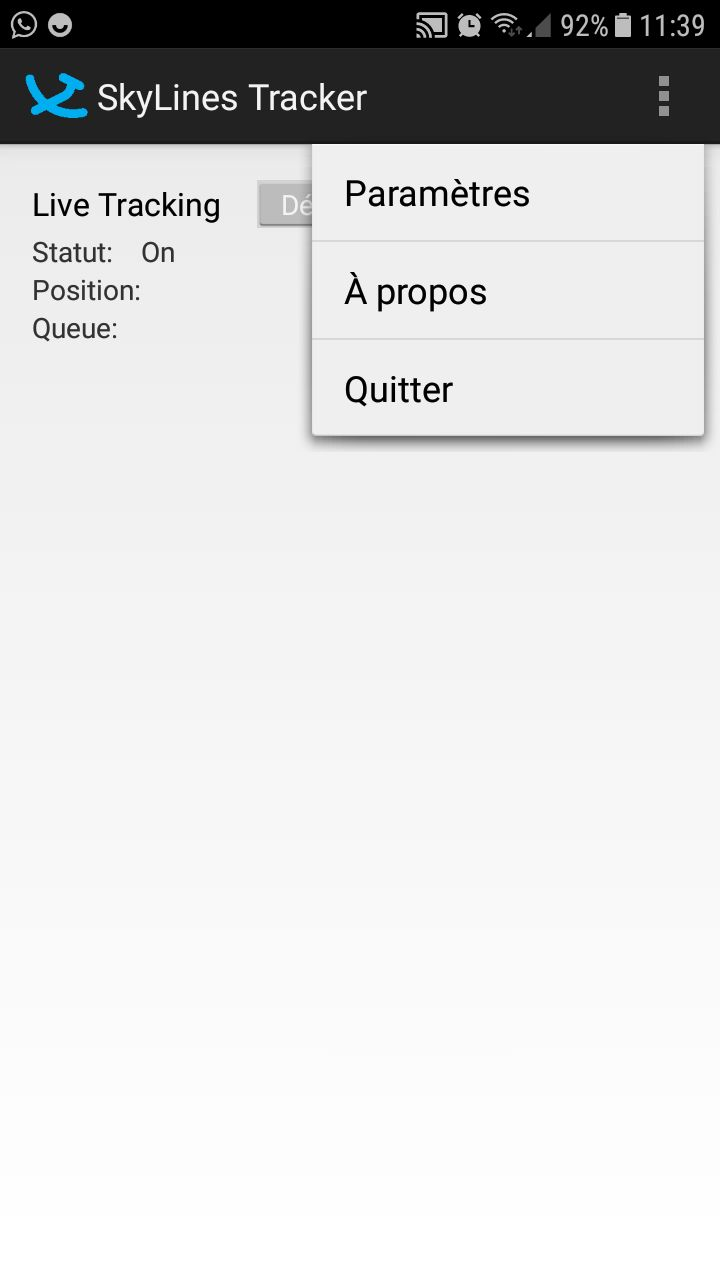 92% 11:39
SkyLines Tracker
Paramètres
Live Tracking
Statut: On
À propos
Position:
Queue:
Quitter